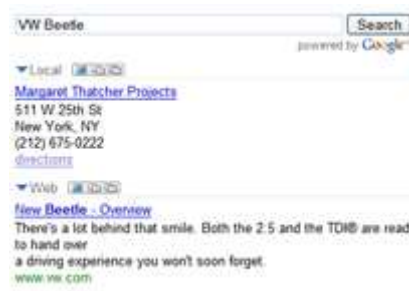 VW Beetle
Search
powered by Google
Local
Margaret Thatcher Projects
511 W 25th St
New York, NY
(212) 675-0222
directions
Web
New Beetle - Overview
There's a lot behind that smile. Both the 2.5 and the TDI® are read
to hand over
a driving experience you won't soon forget.
www.vw.com